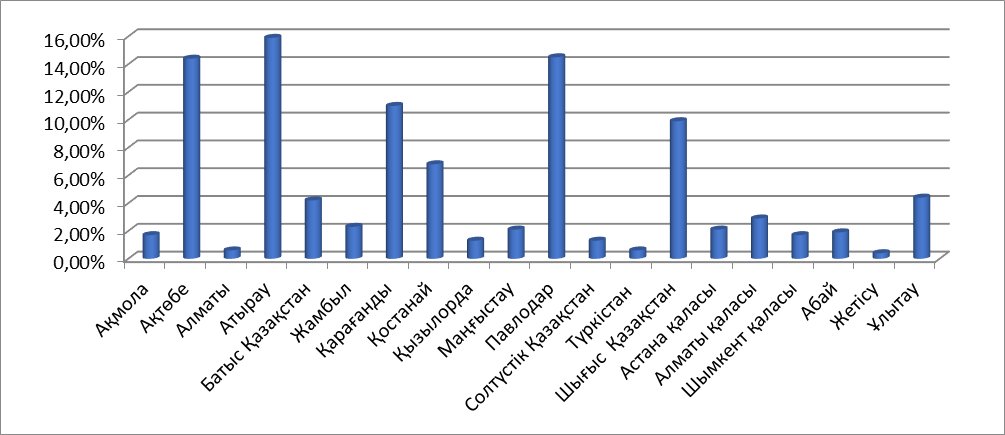 16,00%
14,00%
12,00%
10,00%
8,00%
6,00%
4,00%
2,00%
0,00%
Ақмола
Ақтөбе
Алматы
Атырау
Батыс Қазақстан
Жамбыл
Қарағанды
Қостанай
Қызылорда
Маңғыстау
Павлодар
Солтүстік Қазақстан
Түркістан
Шығыс Қазақстан
Астана қаласы
Алматы қаласы
Шымкент қаласы
Абай
Жетісу
Ұлытау